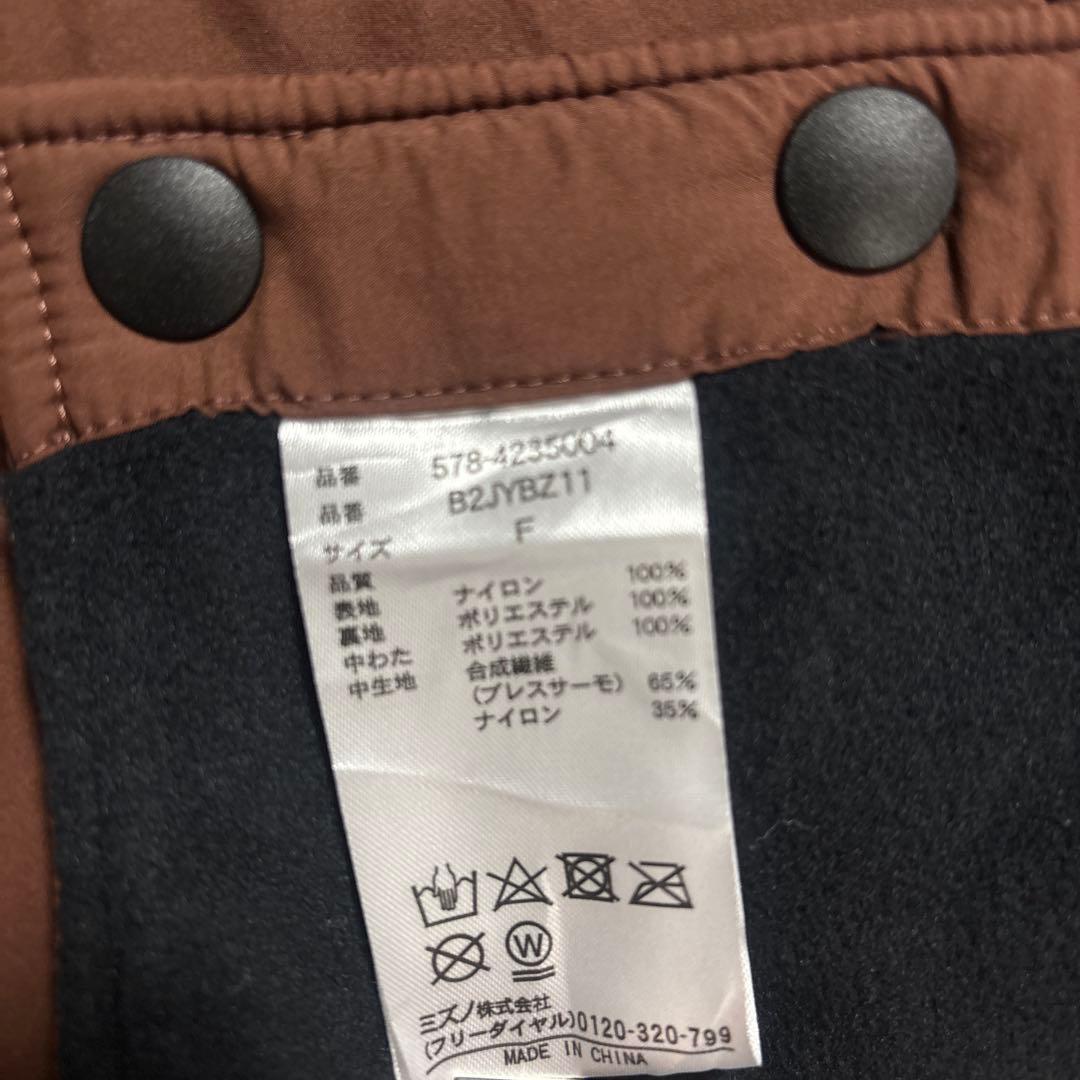 品番 578-4235004
品番 B2JYBZ11
サイズ F
品質
表地 ナイロン 100%
裏地 ポリエステル 100%
中わた ポリエステル 100%
中生地 合成繊維
(ブレスサーモ) 65%
ナイロン 35%
W
ミズノ株式会社
(フリーダイヤル)0120-320-799
MADE IN CHINA